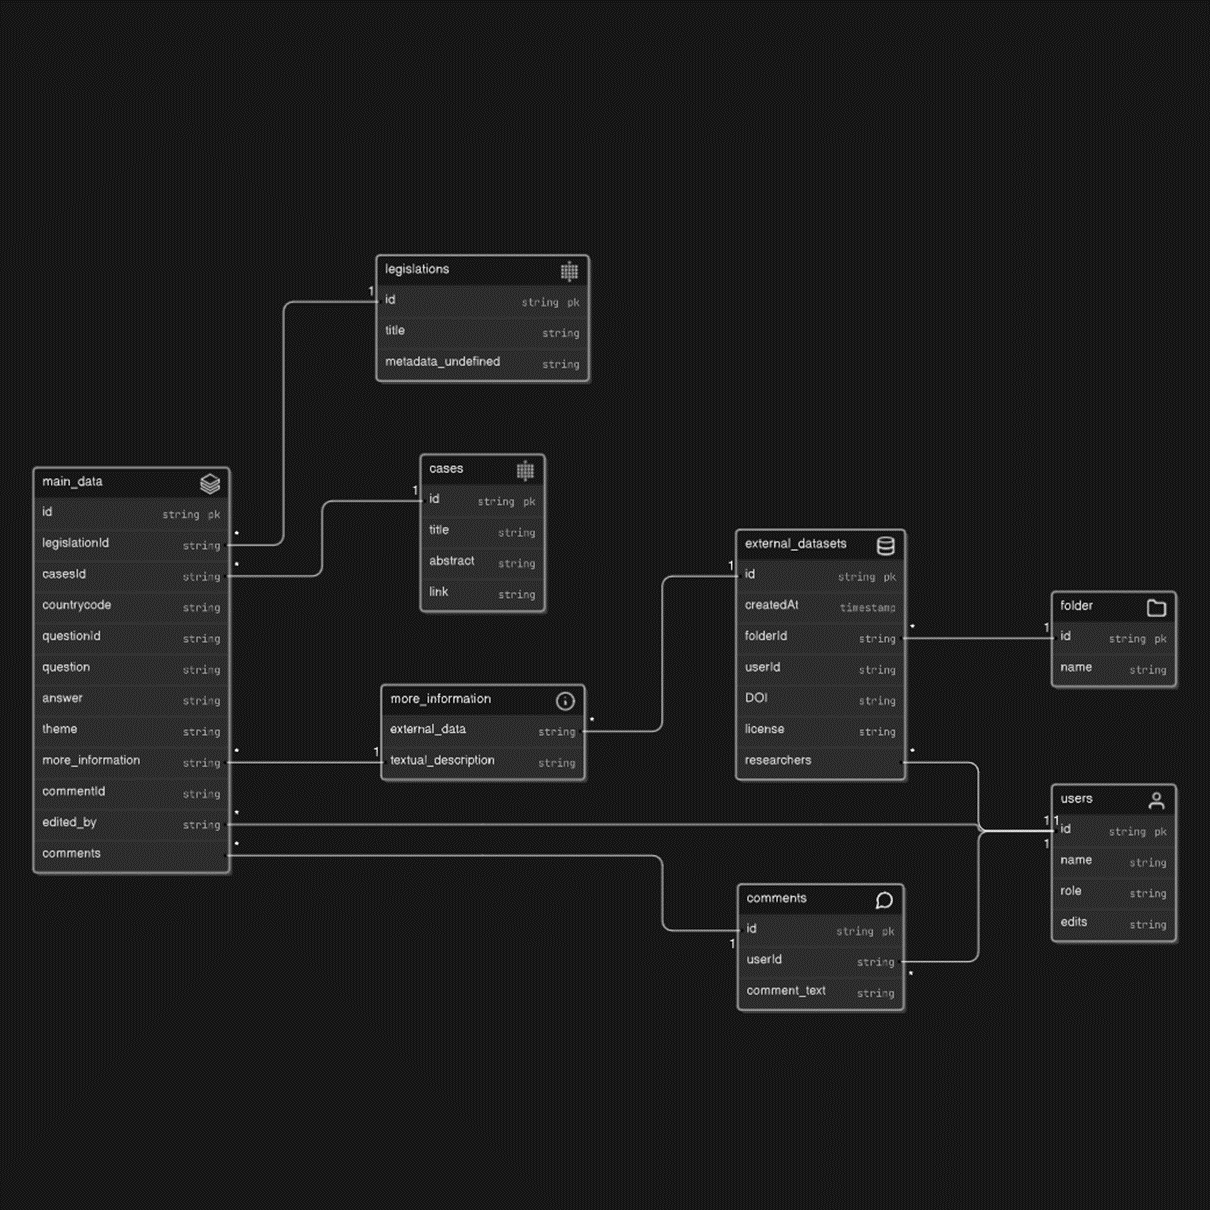 legislations
1
id string pk
title string
metadata_undefined string
cases
1
id string pk
title string
abstract string
link string
main_data
id string pk
legislationId string *
casesId string *
countrycode string
questionid string
question string
answer string
theme string
more_information string *
commentId string
edited_by string *
comments *
more_information
external_data string *
1
textual_description string
external_datasets
1
id string pk
createdAt timestamp
folderId string *
userId string
DOI string
license string
researchers *
folder
1
id string pk
name string
users
1 1
id string pk
1
name string
role string
edits string
comments
id string pk
1
userId string *
comment_text string